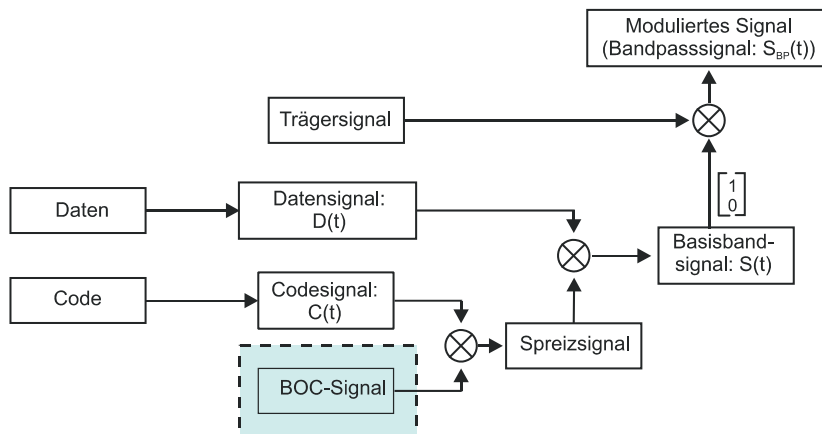 Moduliertes Signal
(Bandpasssignal: S_BP(t))
Trägersignal
Daten
Datensignal:
D(t)
1
0
Basisband-
signal: S(t)
Code
Codesignal:
C(t)
Spreizsignal
BOC-Signal